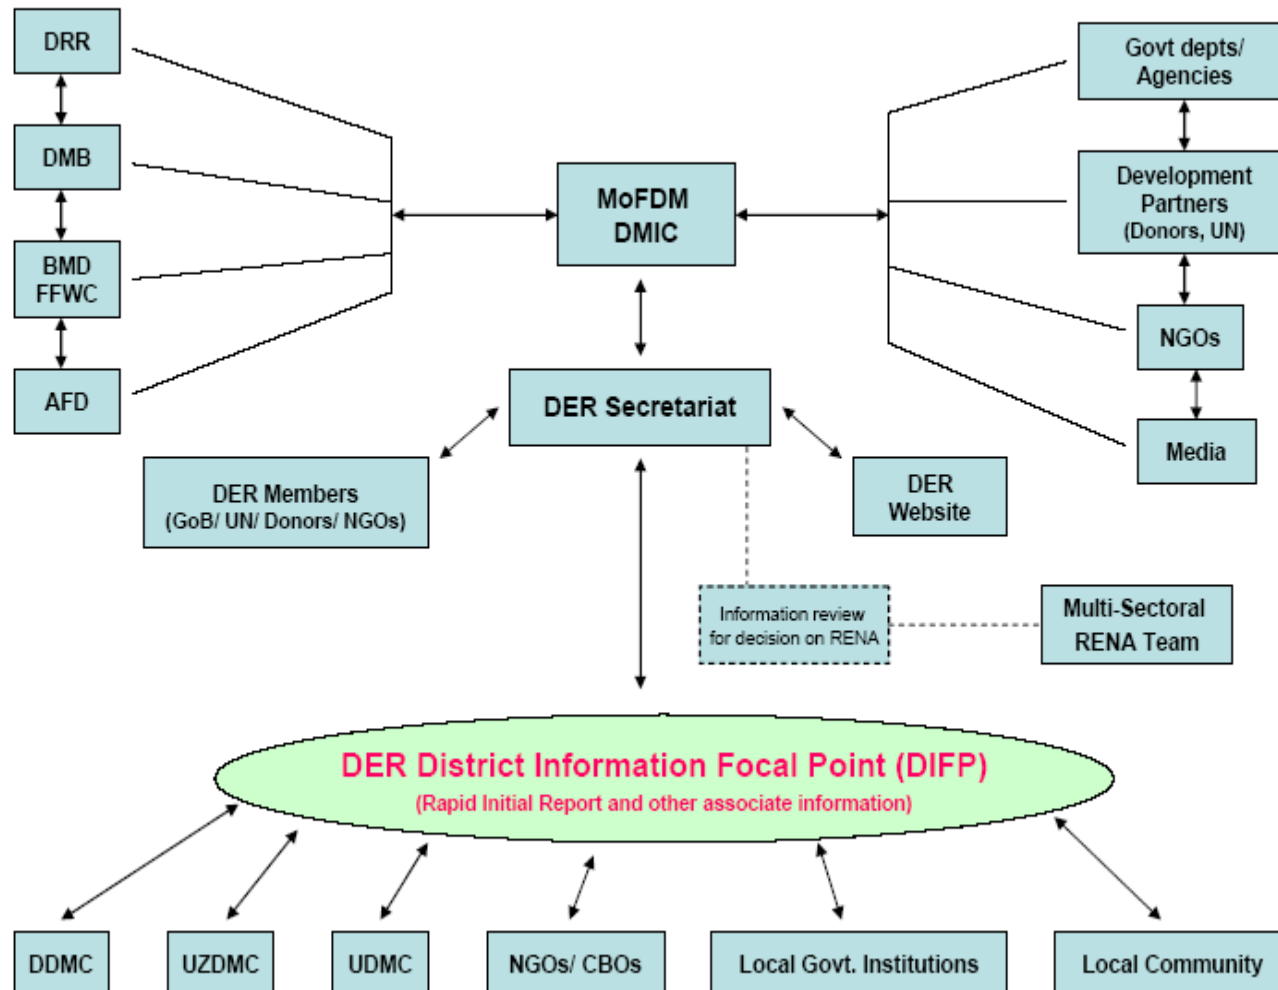 DRR
DMB
BMD
FFWC
AFD
MoFDM
DMIC
Govt depts/
Agencies
Development
Partners
(Donors, UN)
NGOs
Media
DER Secretariat
DER Members
(GoB/ UN/ Donors/ NGOs)
DER
Website
Information review
for decision on RENA
Multi-Sectoral
RENA Team
DER District Information Focal Point (DIFP)
(Rapid Initial Report and other associate information)
DDMC
UZDMC
UDMC
NGOs/ CBOs
Local Govt. Institutions
Local Community